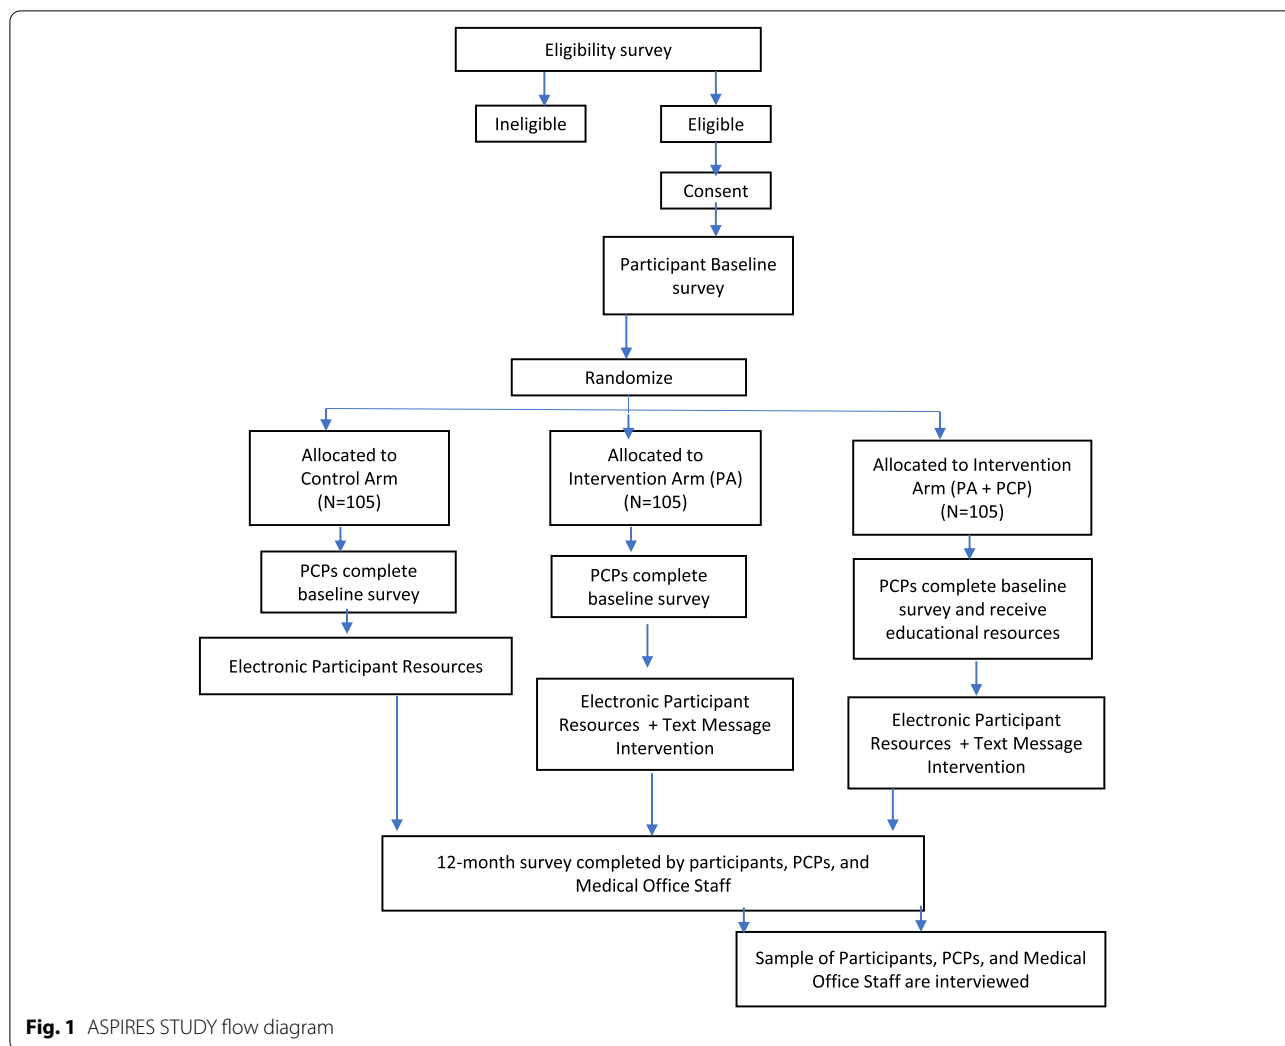 Eligibility survey
Ineligible
Eligible
Consent
Participant Baseline
survey
Randomize
Allocated to
Control Arm
(N=105)
Allocated to
Intervention Arm (PA)
(N=105)
Allocated to Intervention
Arm (PA + PCP)
(N=105)
PCPs complete
baseline survey
PCPs complete
baseline survey
PCPs complete baseline
survey and receive
educational resources
Electronic Participant Resources
Electronic Participant
Resources + Text Message
Intervention
Electronic Participant
Resources + Text Message
Intervention
12-month survey completed by participants, PCPs, and
Medical Office Staff
Sample of Participants, PCPs, and Medical
Office Staff are interviewed
Fig. 1 ASPIRES STUDY flow diagram